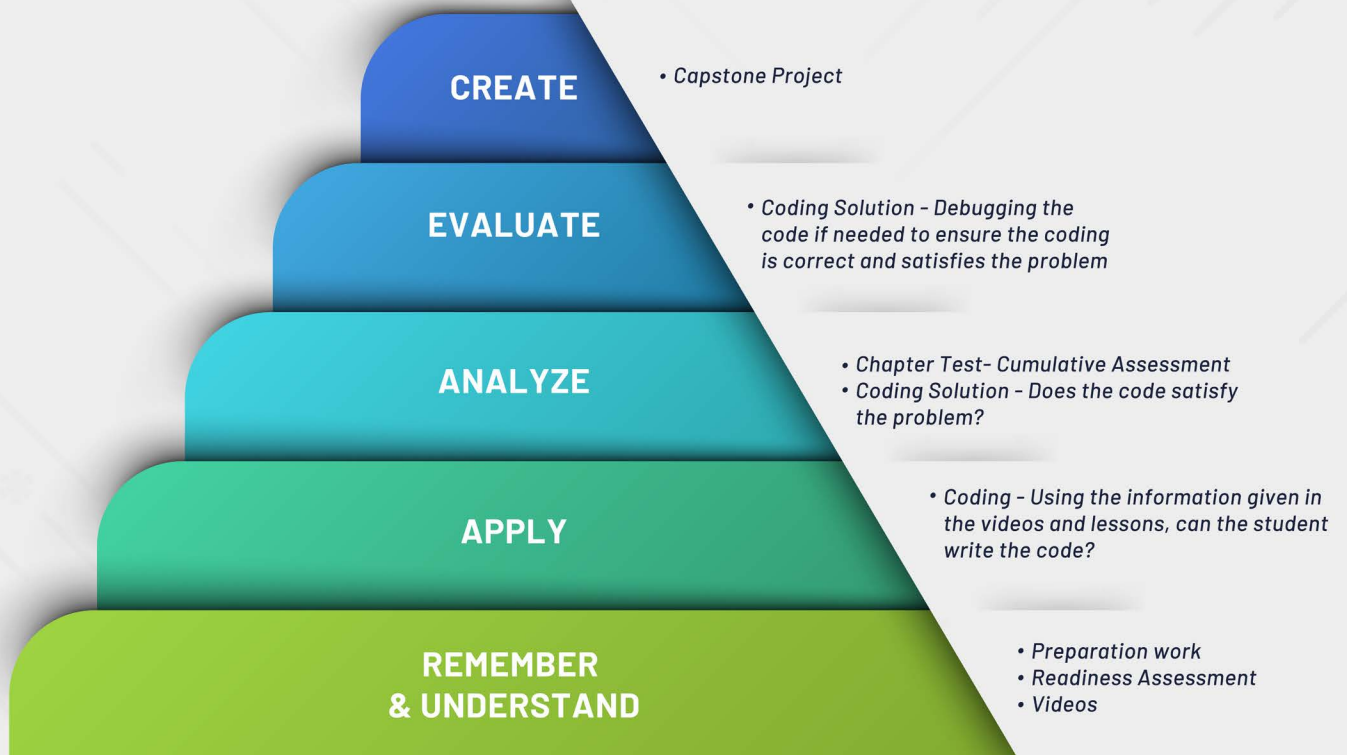 CREATE
• Capstone Project
EVALUATE
• Coding Solution - Debugging the
code if needed to ensure the coding
is correct and satisfies the problem
ANALYZE
• Chapter Test- Cumulative Assessment
• Coding Solution - Does the code satisfy
the problem?
APPLY
• Coding - Using the information given in
the videos and lessons, can the student
write the code?
REMEMBER
& UNDERSTAND
• Preparation work
• Readiness Assessment
• Videos